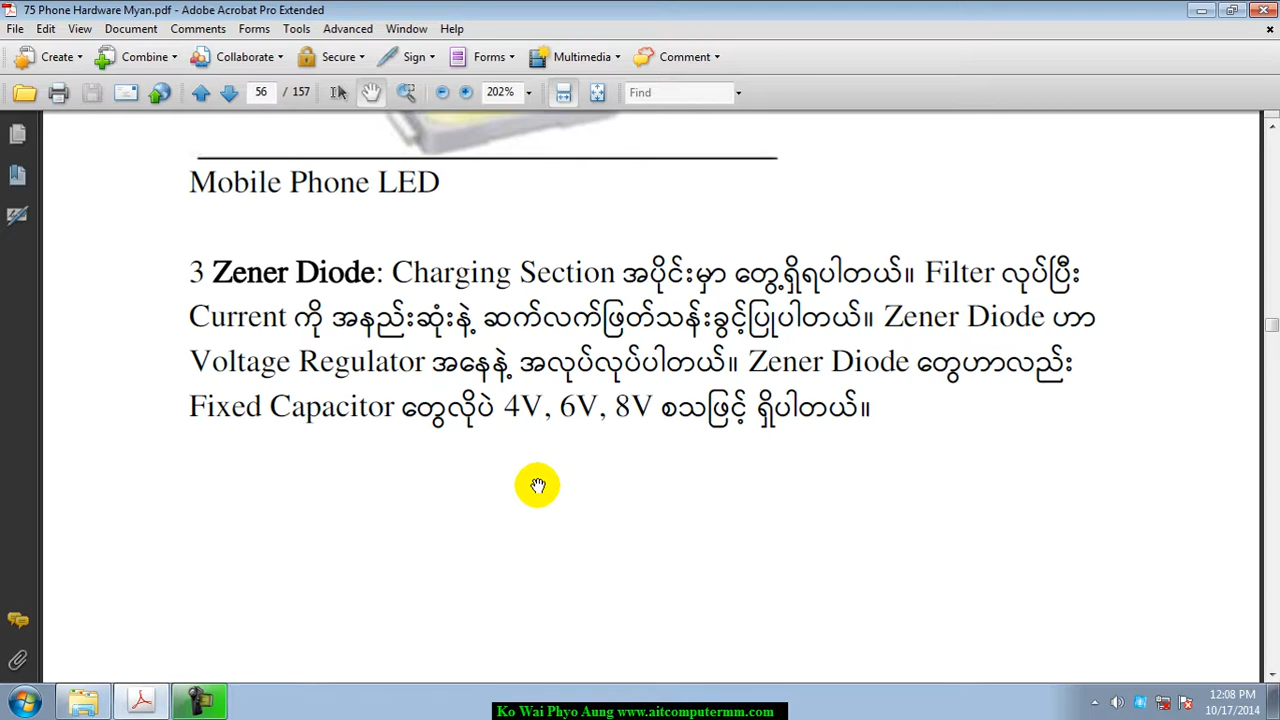 75 Phone Hardware Myan.pdf - Adobe Acrobat Pro Extended
File Edit View Document Comments Forms Tools Advanced Window Help
Create Combine Collaborate Secure Sign Forms Multimedia Comment
56 / 157 202% Find
Mobile Phone LED
3 Zener Diode: Charging Section အပိုင်းမှာ တွေ့ရှိရပါတယ်။ Filter လုပ်ပြီး
Current ကို အနည်းဆုံးနဲ့ ဆက်လက်ဖြတ်သန်းခွင့်ပြုပါတယ်။ Zener Diode ဟာ
Voltage Regulator အနေနဲ့ အလုပ်လုပ်ပါတယ်။ Zener Diode တွေဟာလည်း
Fixed Capacitor တွေလိုပဲ 4V, 6V, 8V စသဖြင့် ရှိပါတယ်။
12:08 PM
10/17/2014
Ko Wai Phyo Aung www.aitcomputermm.com